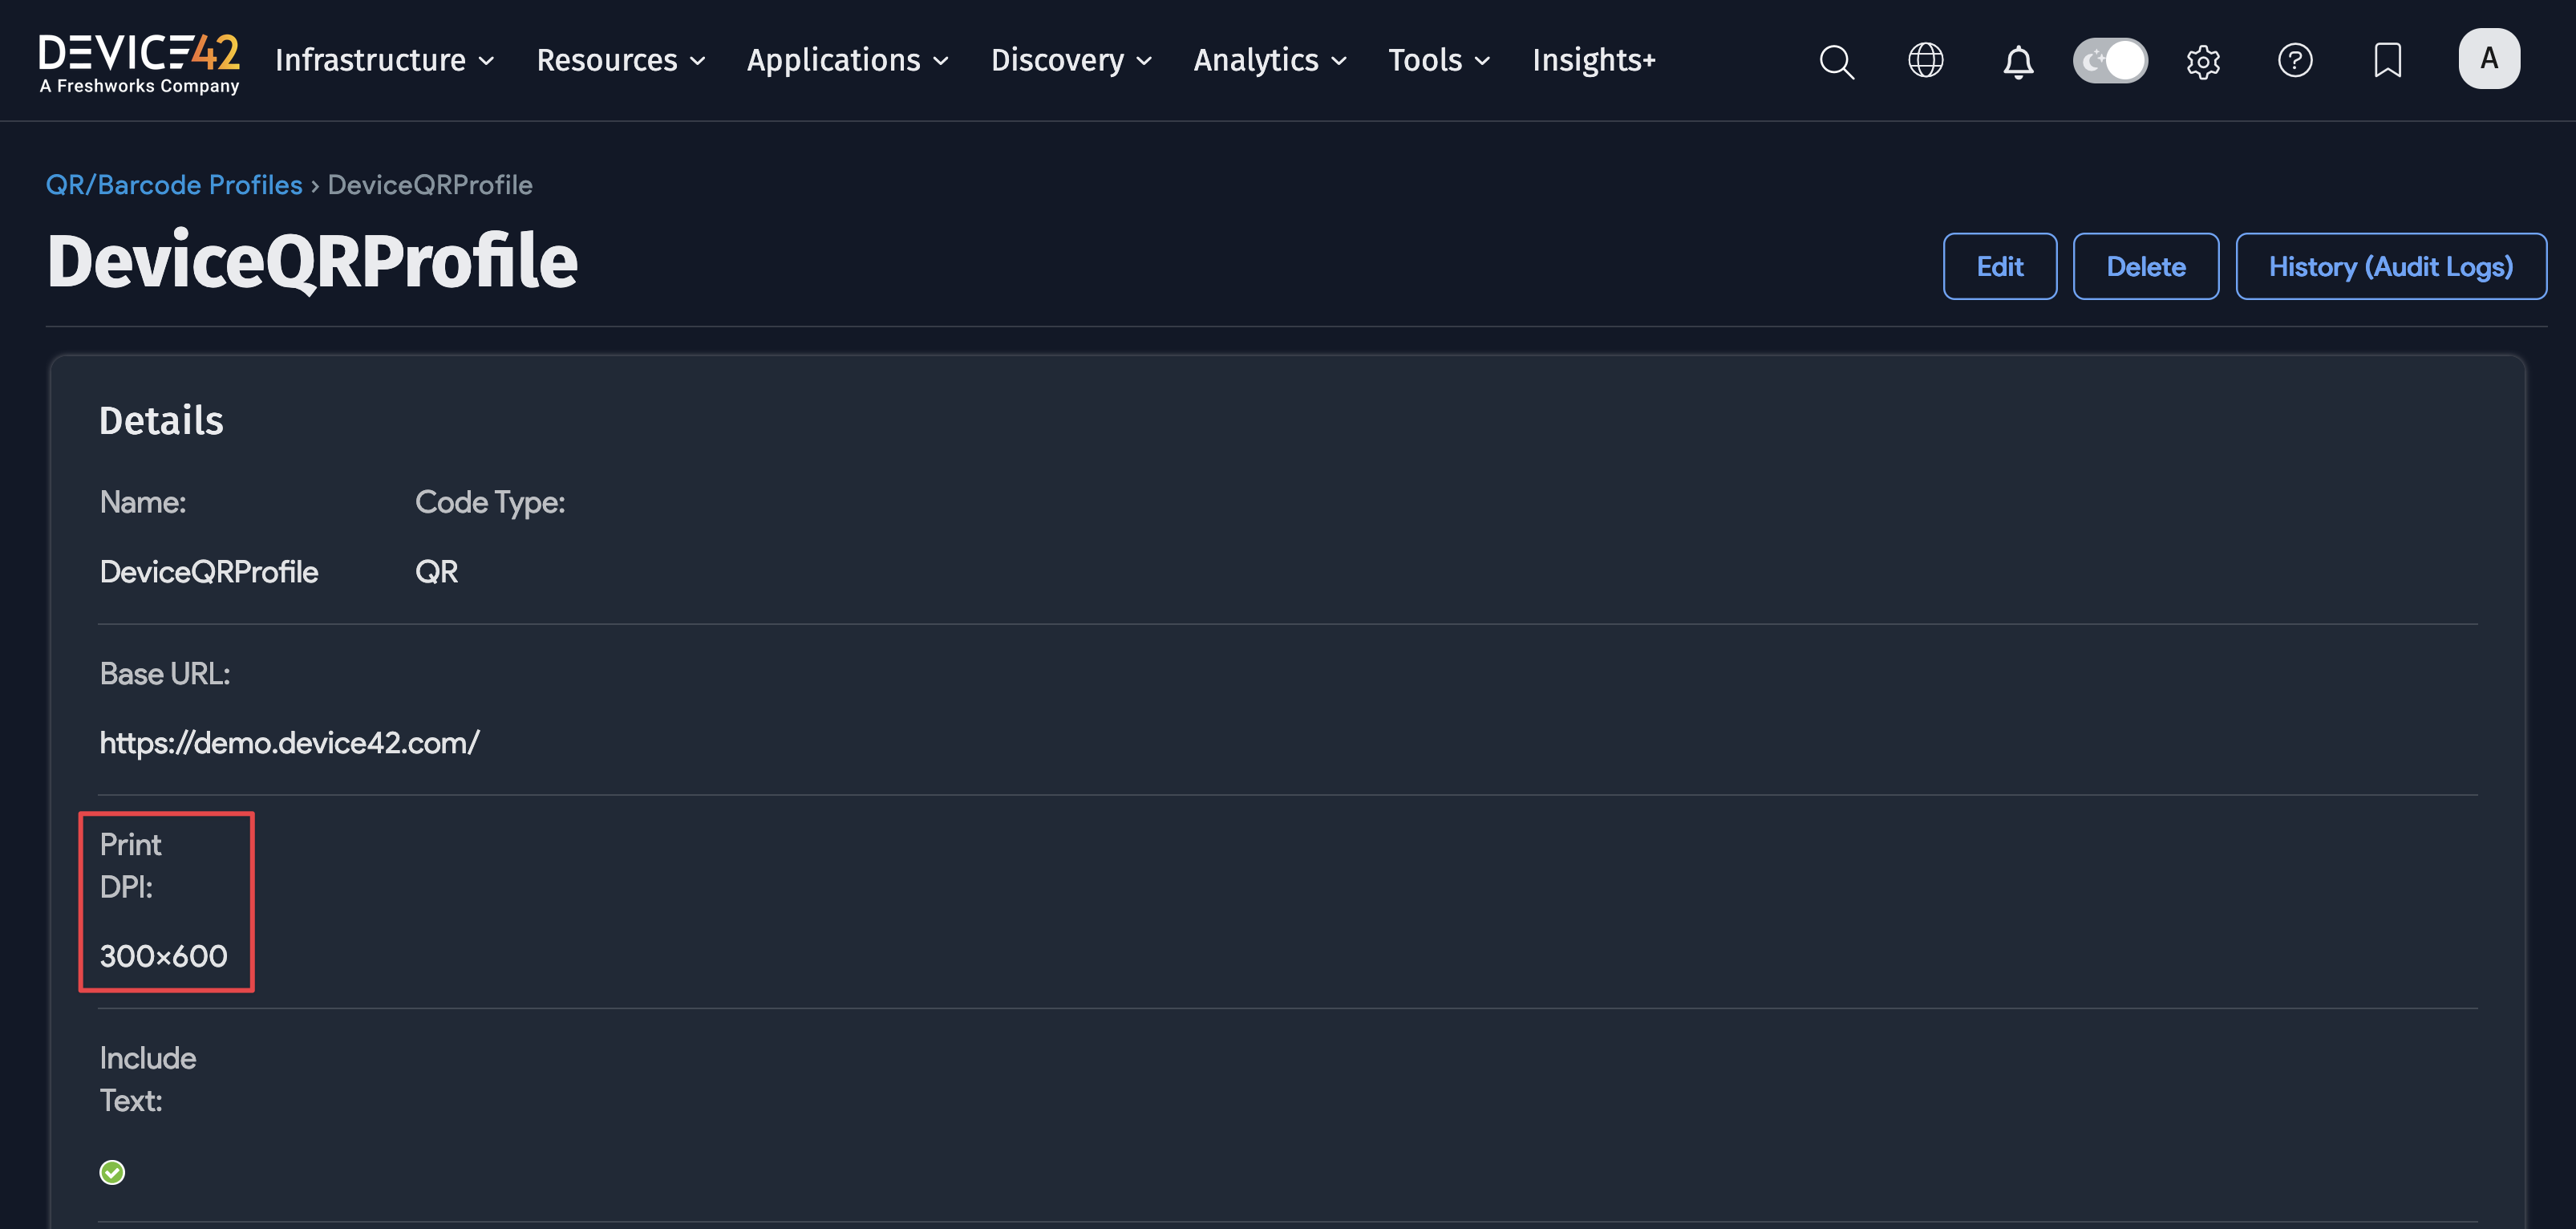 DEVICE42
A Freshworks Company
Infrastructure
Resources
Applications
Discovery
Analytics
Tools
Insights+
A
QR/Barcode Profiles › DeviceQRProfile
DeviceQRProfile
Edit
Delete
History (Audit Logs)
Details
Name:
Code Type:
DeviceQRProfile
QR
Base URL:
https://demo.device42.com/
Print
DPI:
300×600
Include
Text: